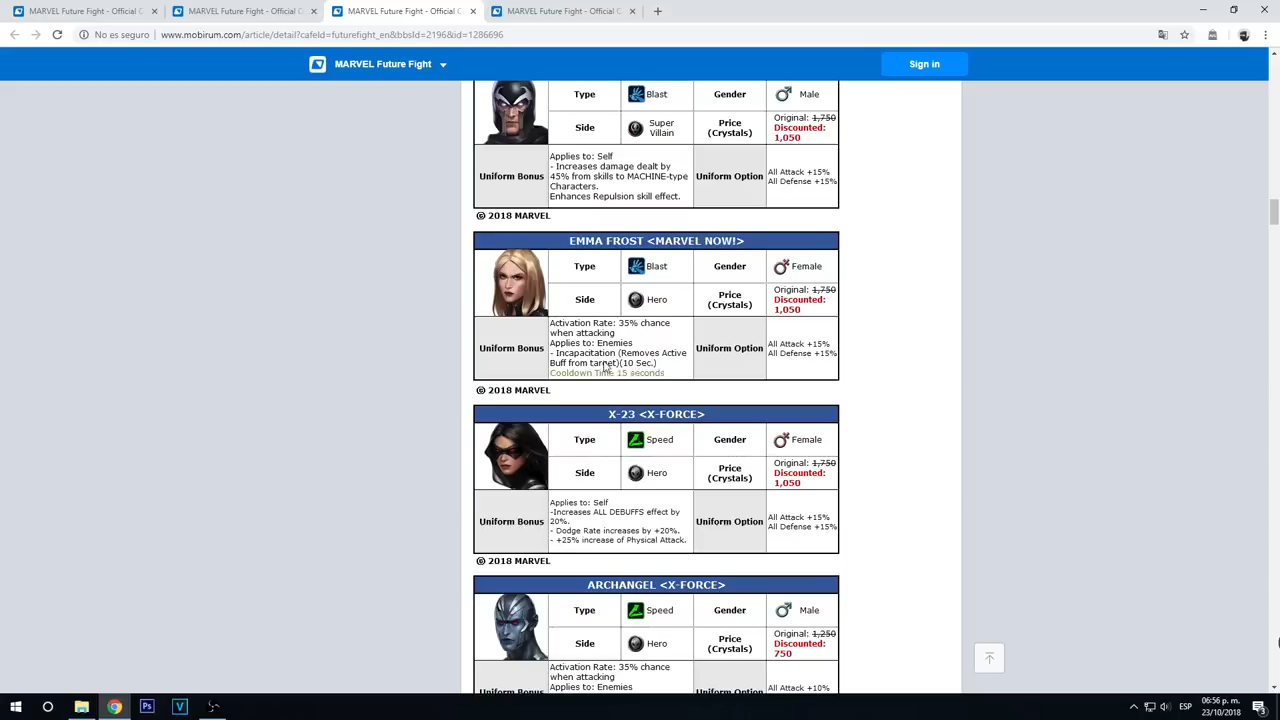 MARVEL Future Fight - Official C
MARVEL Future Fight - Official C
MARVEL Future Fight - Official C
MARVEL Future Fight - Official C
No es seguro
www.mobirum.com/article/detail?cafeId=futurefight_en&bbsId=2196&id=1286696
MARVEL Future Fight
Sign in
Type
Blast
Gender
Male
Side
Super
Villain
Price
(Crystals)
Original: 1,750
Discounted:
1,050
Uniform Bonus
Applies to: Self
- Increases damage dealt by
45% from skills to MACHINE-type
Characters.
Enhances Repulsion skill effect.
Uniform Option
All Attack +15%
All Defense +15%
© 2018 MARVEL
EMMA FROST <MARVEL NOW!>
Type
Blast
Gender
Female
Side
Hero
Price
(Crystals)
Original: 1,750
Discounted:
1,050
Uniform Bonus
Activation Rate: 35% chance
when attacking
Applies to: Enemies
- Incapacitation (Removes Active
Buff from target)(10 Sec.)
Cooldown Time 15 seconds
Uniform Option
All Attack +15%
All Defense +15%
© 2018 MARVEL
X-23 <X-FORCE>
Type
Speed
Gender
Female
Side
Hero
Price
(Crystals)
Original: 1,750
Discounted:
1,050
Uniform Bonus
Applies to: Self
-Increases ALL DEBUFFS effect by
20%.
- Dodge Rate increases by +20%.
- +25% increase of Physical Attack.
Uniform Option
All Attack +15%
All Defense +15%
© 2018 MARVEL
ARCHANGEL <X-FORCE>
Type
Speed
Gender
Male
Side
Hero
Price
(Crystals)
Original: 1,250
Discounted:
750
Uniform Bonus
Activation Rate: 35% chance
when attacking
Applies to: Enemies
Uniform Option
All Attack +10%
Ps
V
ESP
06:56 p. m.
23/10/2018
3